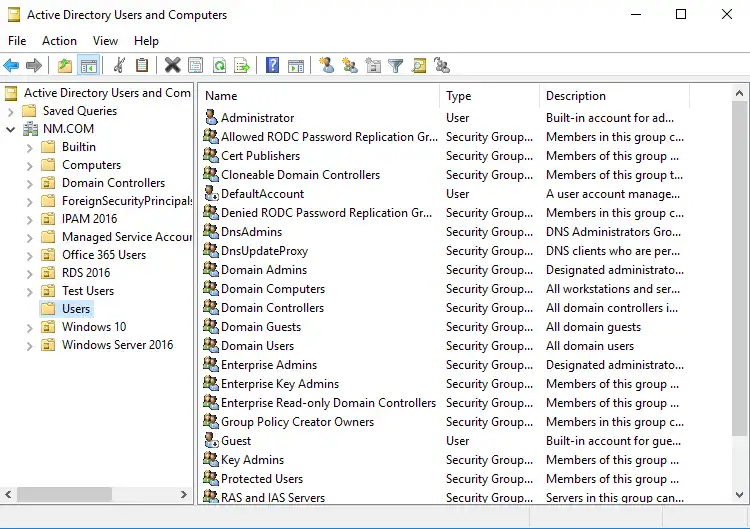 Active Directory Users and Computers
File Action View Help
Active Directory Users and Com
Saved Queries
NM.COM
Builtin
Computers
Domain Controllers
ForeignSecurityPrincipals
IPAM 2016
Managed Service Accour
Office 365 Users
RDS 2016
Test Users
Users
Windows 10
Windows Server 2016
Name Type Description
Administrator User Built-in account for ad...
Allowed RODC Password Replication Gr... Security Group... Members in this group c...
Cert Publishers Security Group... Members of this group ...
Cloneable Domain Controllers Security Group... Members of this group t...
DefaultAccount User A user account manage...
Denied RODC Password Replication Gr... Security Group... Members in this group c...
DnsAdmins Security Group... DNS Administrators Gro...
DnsUpdateProxy Security Group... DNS clients who are per...
Domain Admins Security Group... Designated administrato...
Domain Computers Security Group... All workstations and ser...
Domain Controllers Security Group... All domain controllers i...
Domain Guests Security Group... All domain guests
Domain Users Security Group... All domain users
Enterprise Admins Security Group... Designated administrato...
Enterprise Key Admins Security Group... Members of this group ...
Enterprise Read-only Domain Controllers Security Group... Members of this group ...
Group Policy Creator Owners Security Group... Members in this group c...
Guest User Built-in account for gue...
Key Admins Security Group... Members of this group ...
Protected Users Security Group... Members of this group ...
RAS and IAS Servers Security Group... Servers in this group can...